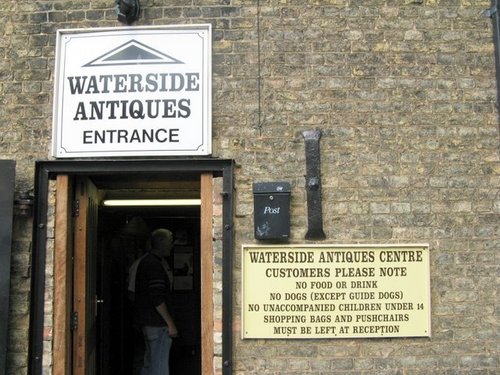 WATERSIDE
ANTIQUES
ENTRANCE
Post
WATERSIDE ANTIQUES CENTRE
CUSTOMERS PLEASE NOTE
NO FOOD OR DRINK
NO DOGS (EXCEPT GUIDE DOGS)
NO UNACCOMPANIED CHILDREN UNDER 14
SHOPPING BAGS AND PUSHCHAIRS
MUST BE LEFT AT RECEPTION